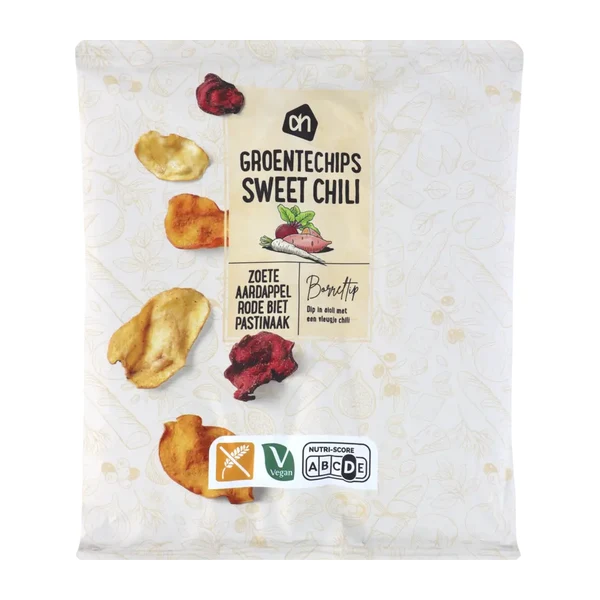 ah
GROENTECHIPS
SWEET CHILI
ZOETE
AARDAPPEL
RODE BIET
PASTINAAK
Borreltip
Dip in aioli met
een vleugje chili
V
Vegan
NUTRI-SCORE
A B C D E